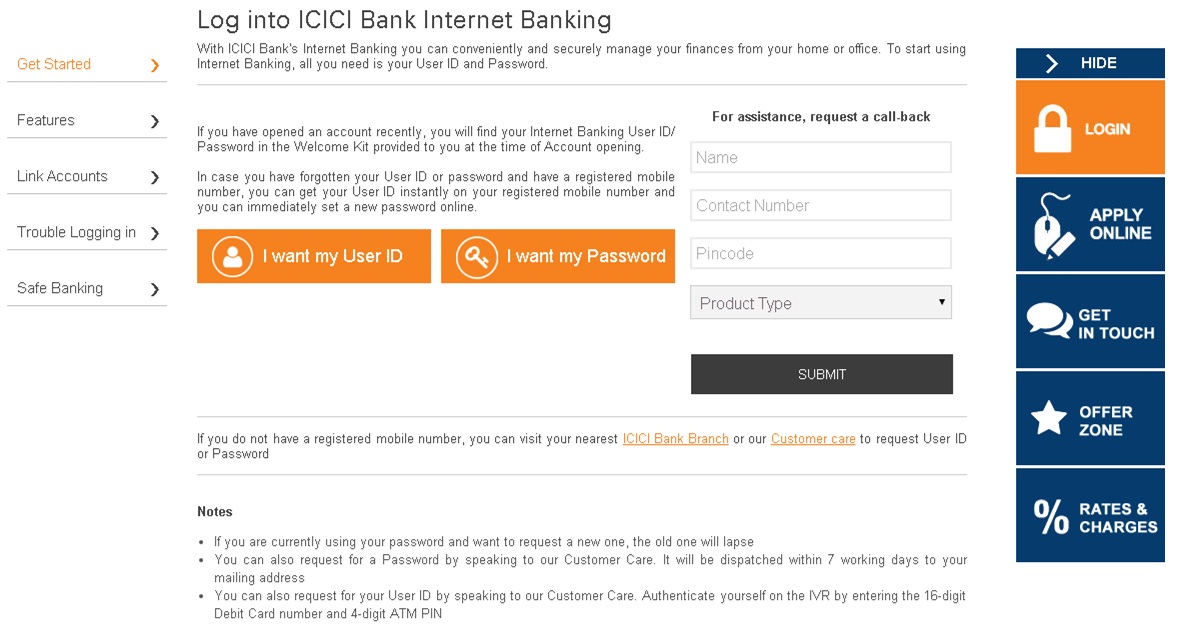 Log into ICICI Bank Internet Banking
With ICICI Bank's Internet Banking you can conveniently and securely manage your finances from your home or office. To start using
Internet Banking, all you need is your User ID and Password.
Get Started
Features
Link Accounts
Trouble Logging in
Safe Banking
If you have opened an account recently, you will find your Internet Banking User ID/
Password in the Welcome Kit provided to you at the time of Account opening.
In case you have forgotten your User ID or password and have a registered mobile
number, you can get your User ID instantly on your registered mobile number and
you can immediately set a new password online.
I want my User ID
I want my Password
For assistance, request a call-back
Name
Contact Number
Pincode
Product Type
SUBMIT
If you do not have a registered mobile number, you can visit your nearest ICICI Bank Branch or our Customer care to request User ID
or Password
Notes
• If you are currently using your password and want to request a new one, the old one will lapse
• You can also request for a Password by speaking to our Customer Care. It will be dispatched within 7 working days to your
mailing address
• You can also request for your User ID by speaking to our Customer Care. Authenticate yourself on the IVR by entering the 16-digit
Debit Card number and 4-digit ATM PIN
HIDE
LOGIN
APPLY
ONLINE
GET
IN TOUCH
OFFER
ZONE
% RATES &
CHARGES